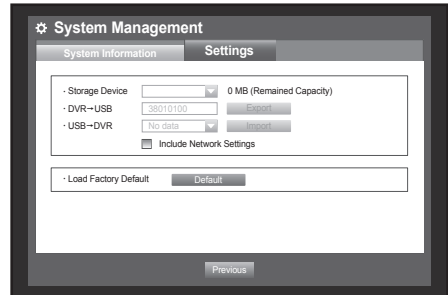 System Management
System Information Settings
· Storage Device 0 MB (Remained Capacity)
· DVR→USB 38010100 Export
· USB→DVR No data Import
Include Network Settings
· Load Factory Default Default
Previous